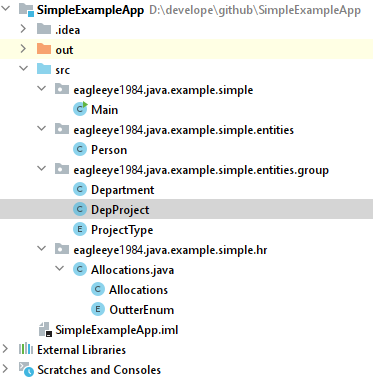 SimpleExampleApp D:\develope\github\SimpleExampleApp
.idea
out
src
eagleeye1984.java.example.simple
C Main
eagleeye1984.java.example.simple.entities
C Person
eagleeye1984.java.example.simple.entities.group
C Department
C DepProject
E ProjectType
eagleeye1984.java.example.simple.hr
C Allocations.java
C Allocations
E OutterEnum
SimpleExampleApp.iml
External Libraries
Scratches and Consoles